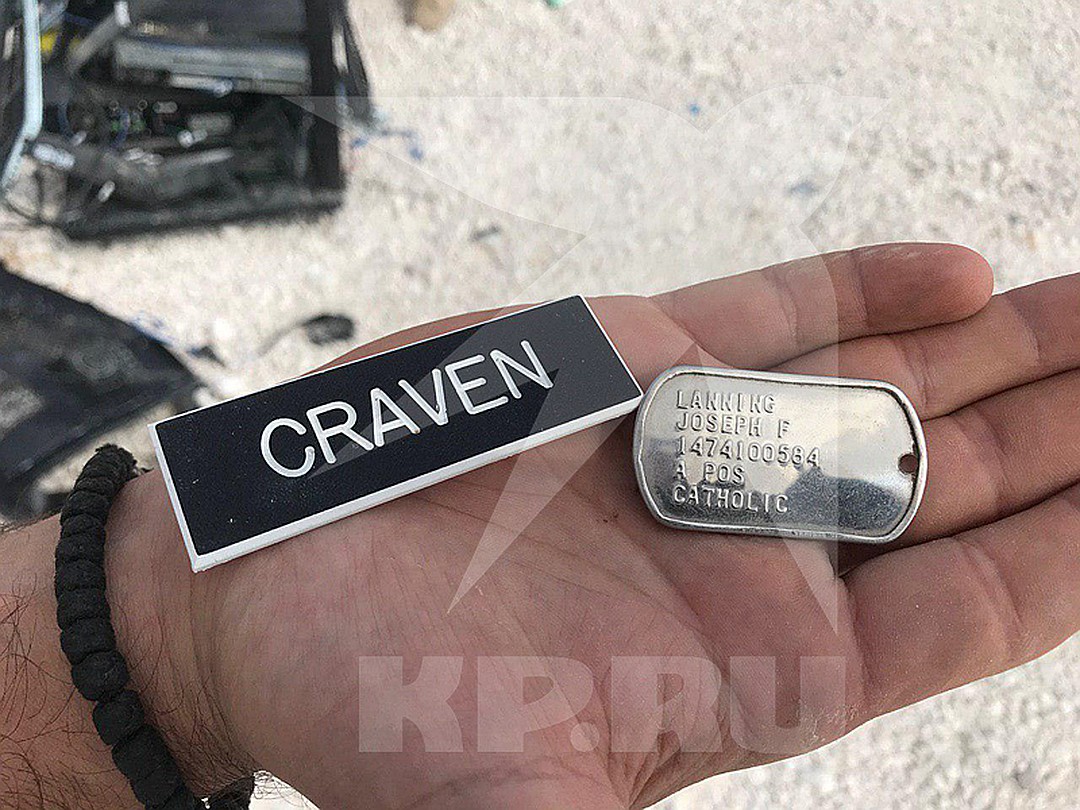 CRAVEN
LANNING
JOSEPH F
1474100584
A POS
CATHOLIC
KP.RU